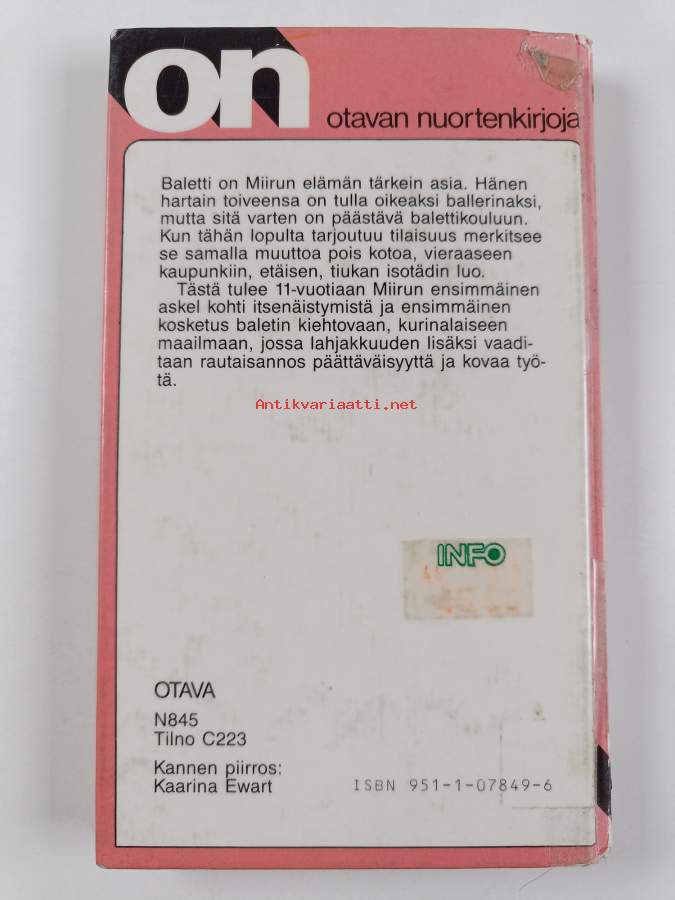 on
otavan nuortenkirjoja
Baletti on Miirun elämän tärkein asia. Hänen
hartain toiveensa on tulla oikeaksi ballerinaksi,
mutta sitä varten on päästävä balettikouluun.
Kun tähän lopulta tarjoutuu tilaisuus merkitsee
se samalla muuttoa pois kotoa, vieraaseen
kaupunkiin, etäisen, tiukan isotädin luo.
Tästä tulee 11-vuotiaan Miirun ensimmäinen
askel kohti itsenäistymistä ja ensimmäinen
kosketus baletin kiehtovaan, kurinalaiseen
maailmaan, jossa lahjakkuuden lisäksi vaadi-
taan rautaisannos päättäväisyyttä ja kovaa työ-
tä.
Antikvariaatti.net
INFO
OTAVA
N845
Tilno C223
Kannen piirros:
Kaarina Ewart
ISBN 951-1-07849-6